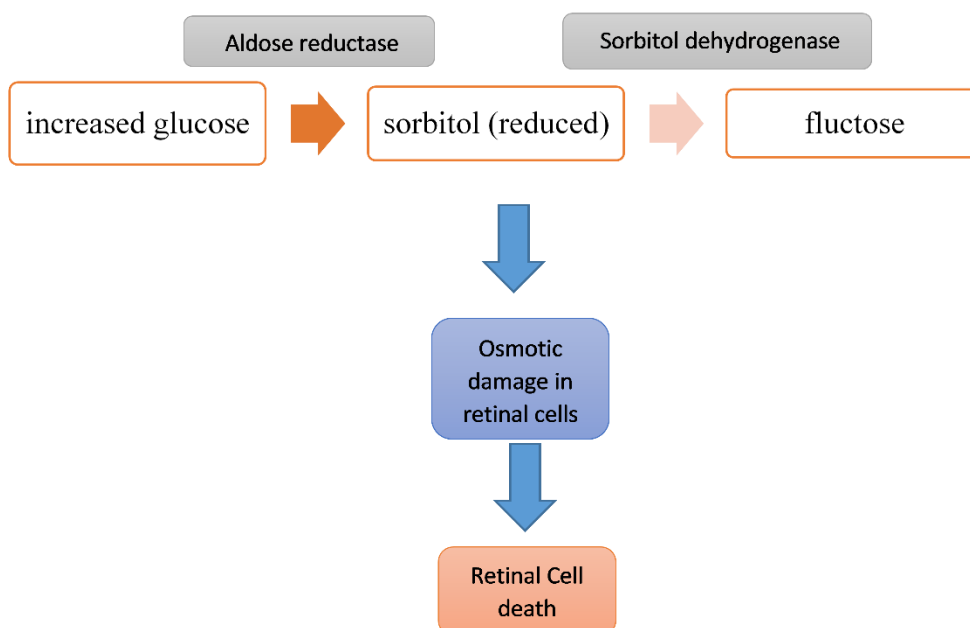 Aldose reductase
Sorbitol dehydrogenase
increased glucose
sorbitol (reduced)
fluctose
Osmotic
damage in
retinal cells
Retinal Cell
death